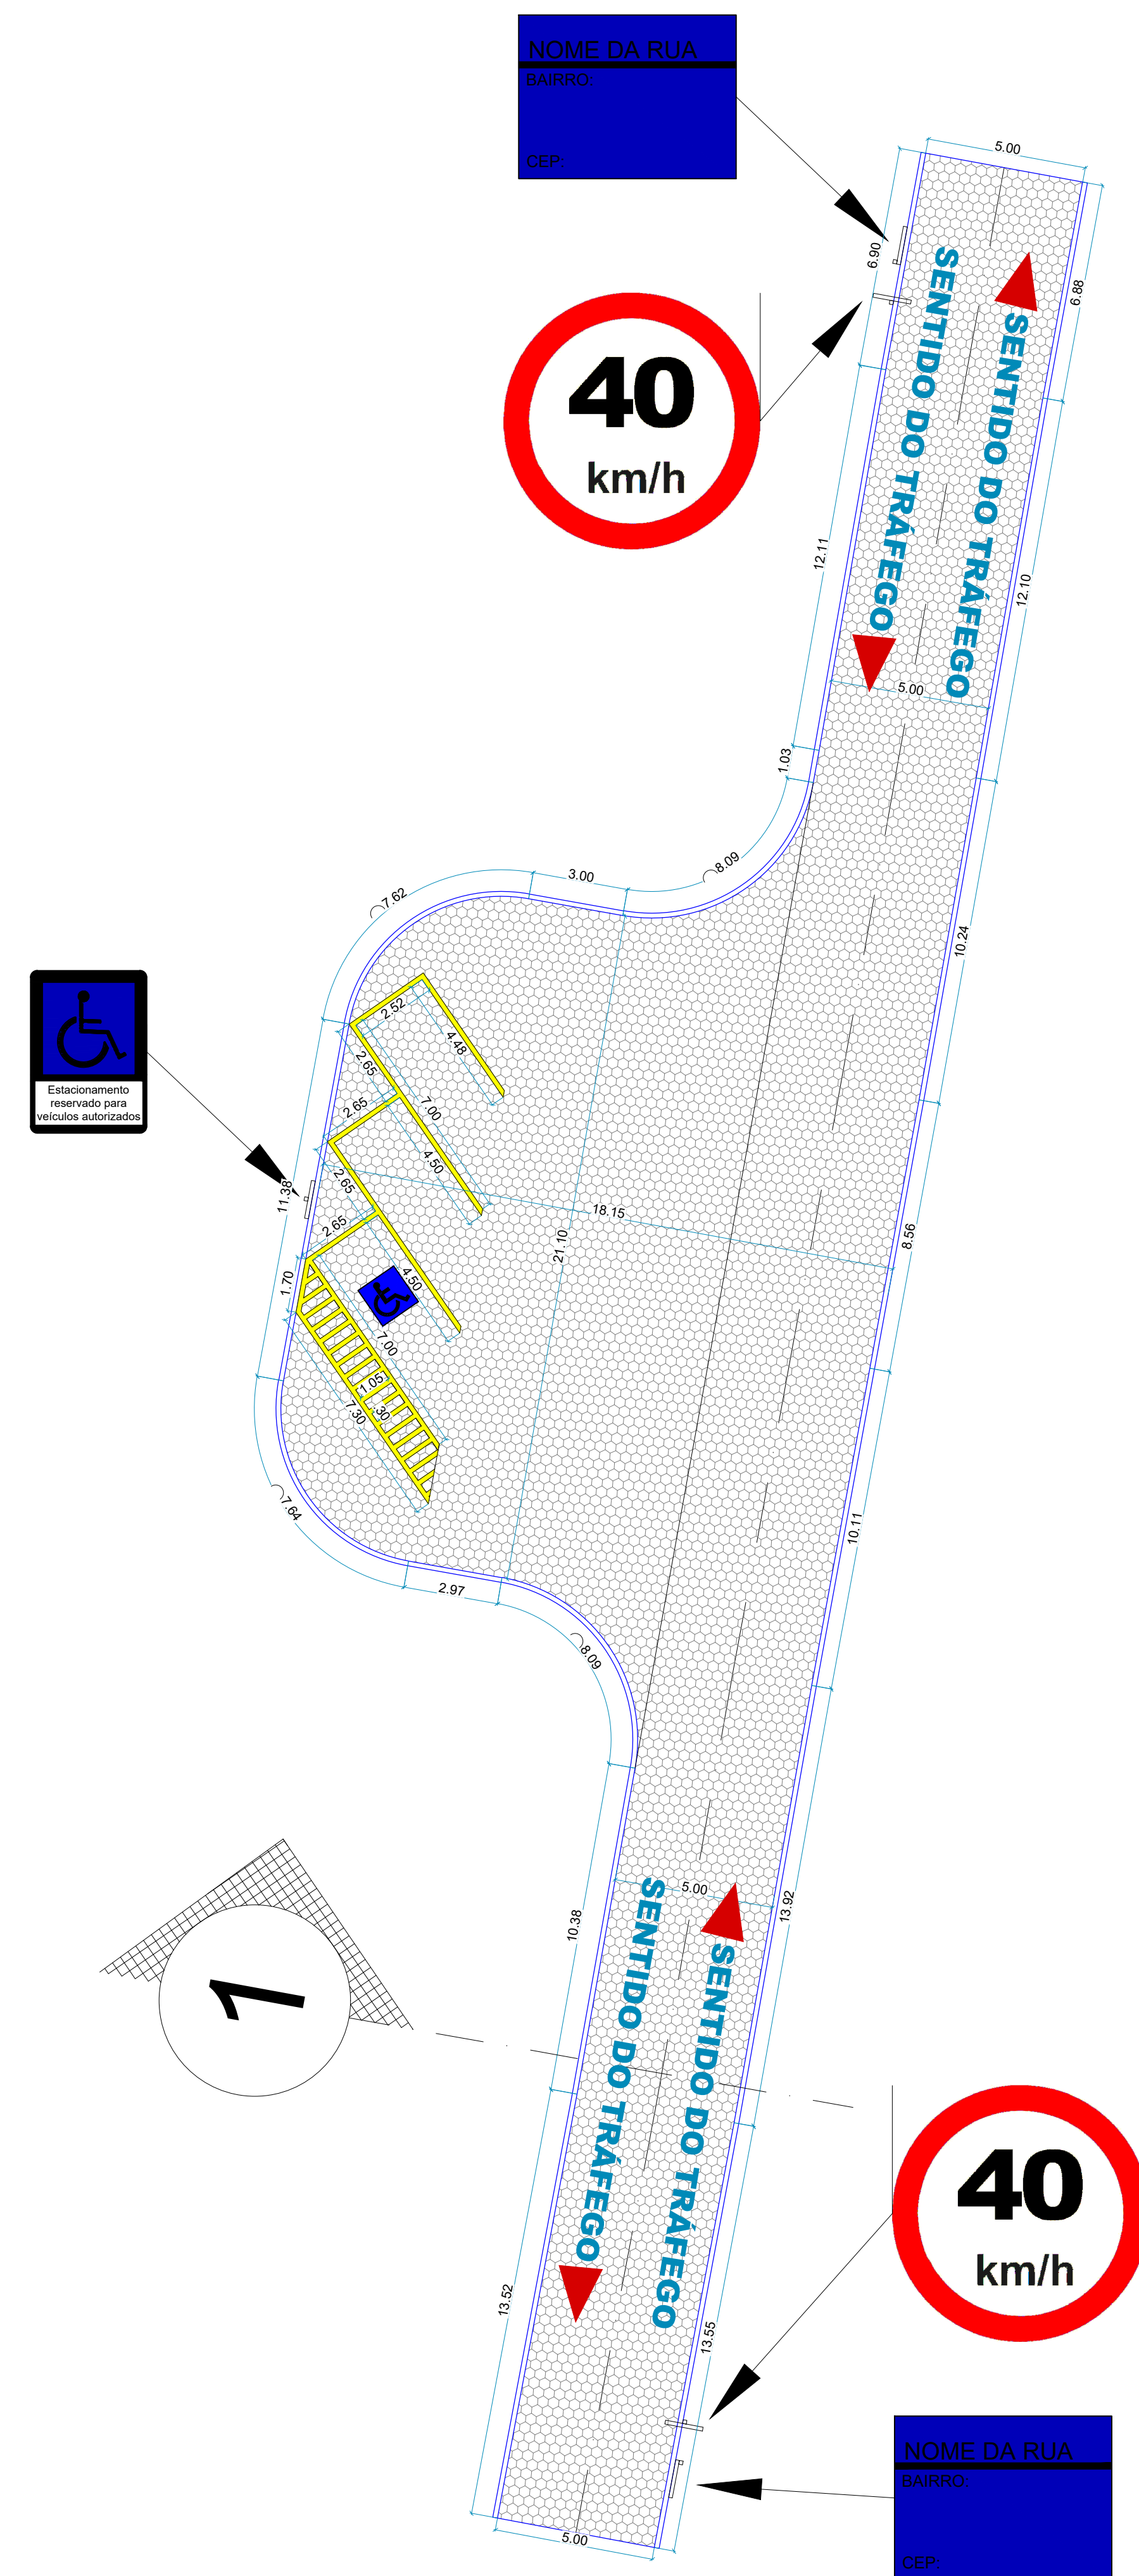 NOME DA RUA
BAIRRO:
CEP:
5.00
6.90
6.88
40
km/h
SENTIDO DO TRÁFEGO
SENTIDO DO TRÁFEGO
12.11
12.10
5.00
1.03
8.09
3.00
7.62
10.24
2.52
4.48
2.65
7.00
2.65
4.50
Estacionamento
reservado para
veículos autorizados
2.65
11.38
18.15
2.65
21.10
8.56
4.50
1.70
7.00
1.05
.30
7.30
7.64
10.11
2.97
8.09
5.00
13.92
10.38
SENTIDO DO TRÁFEGO
SENTIDO DO TRÁFEGO
1
40
km/h
13.52
13.55
NOME DA RUA
BAIRRO:
CEP:
5.00